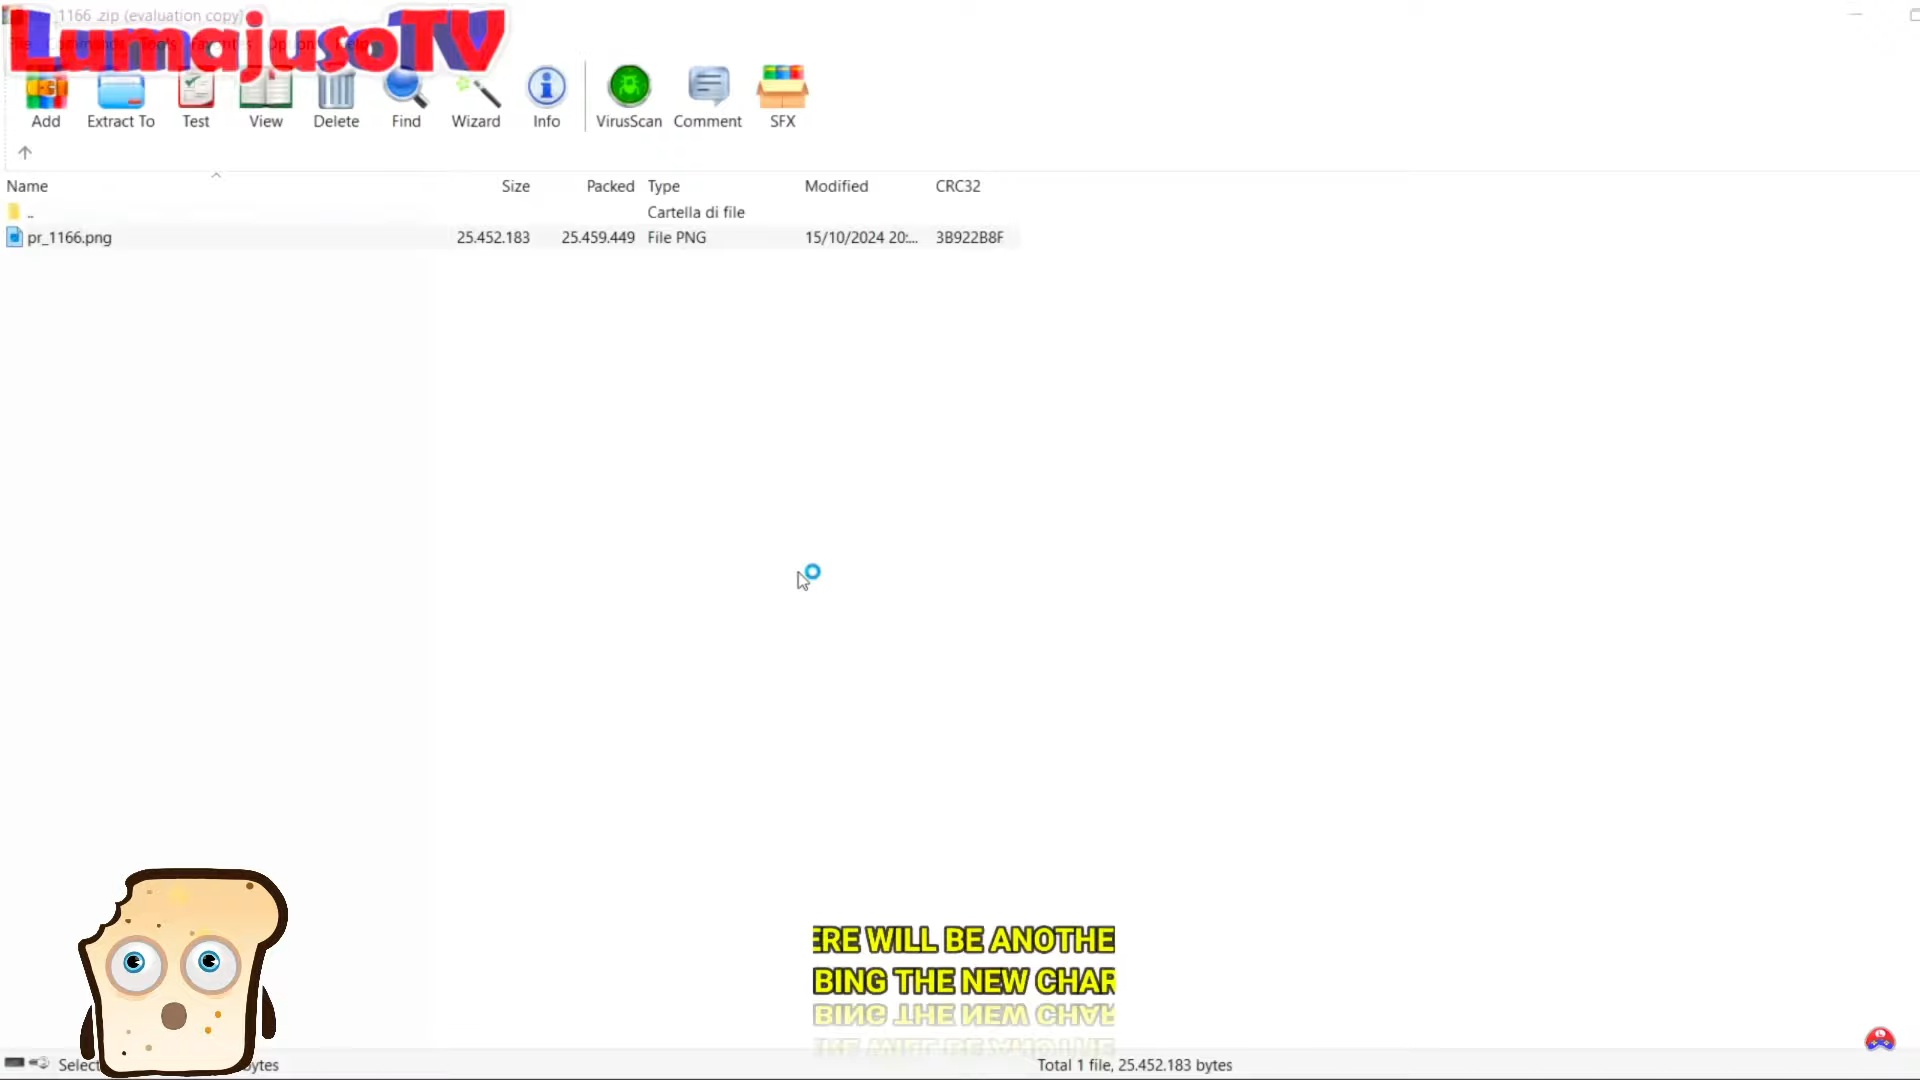 1166 .zip (evaluation copy)
LumajusoTV
Add Extract To Test View Delete Find Wizard Info VirusScan Comment SFX
Name Size Packed Type Modified CRC32
.. Cartella di file
pr_1166.png 25.452.183 25.459.449 File PNG 15/10/2024 20:... 3B922B8F
ERE WILL BE ANOTHE
BING THE NEW CHAR
Select ytes Total 1 file, 25.452.183 bytes